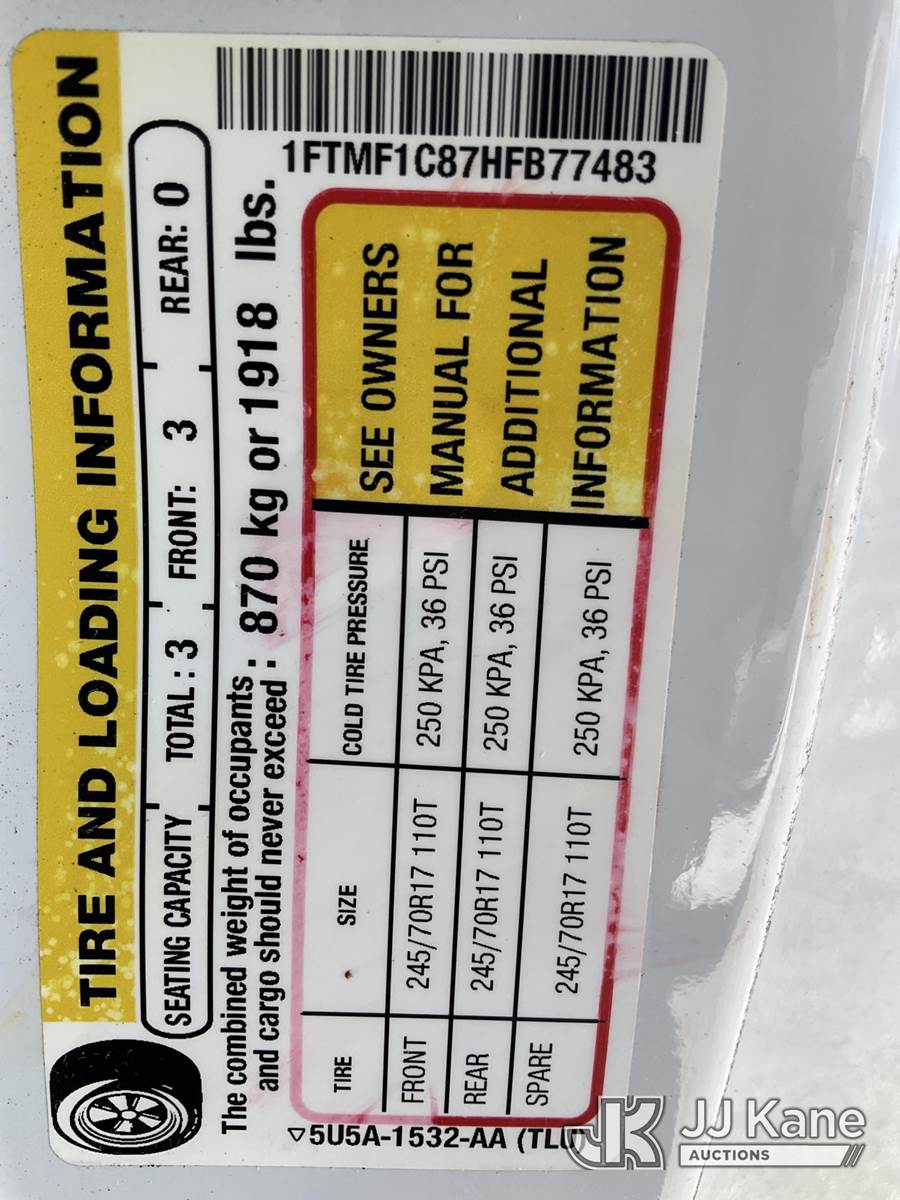 TIRE AND LOADING INFORMATION
SEATING CAPACITY TOTAL : 3 FRONT: 3 REAR: 0
The combined weight of occupants : 870 kg or 1918 lbs.
and cargo should never exceed :
TIRE SIZE COLD TIRE PRESSURE
FRONT 245/70R17 110T 250 KPA, 36 PSI
REAR 245/70R17 110T 250 KPA, 36 PSI
SPARE 245/70R17 110T 250 KPA, 36 PSI
SEE OWNERS
MANUAL FOR
ADDITIONAL
INFORMATION
1FTMF1C87HFB77483
5U5A-1532-AA (TLU)
JK JJ Kane
AUCTIONS